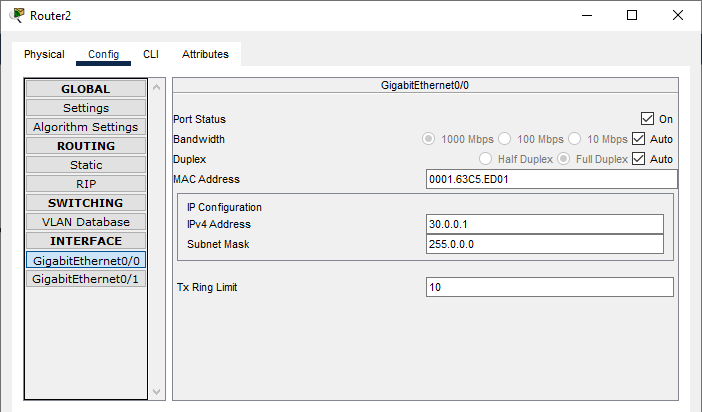 Router2
Physical Config CLI Attributes
GLOBAL
Settings
Algorithm Settings
ROUTING
Static
RIP
SWITCHING
VLAN Database
INTERFACE
GigabitEthernet0/0
GigabitEthernet0/1
GigabitEthernet0/0
Port Status On
Bandwidth 1000 Mbps 100 Mbps 10 Mbps Auto
Duplex Half Duplex Full Duplex Auto
MAC Address 0001.63C5.ED01
IP Configuration
IPv4 Address 30.0.0.1
Subnet Mask 255.0.0.0
Tx Ring Limit 10